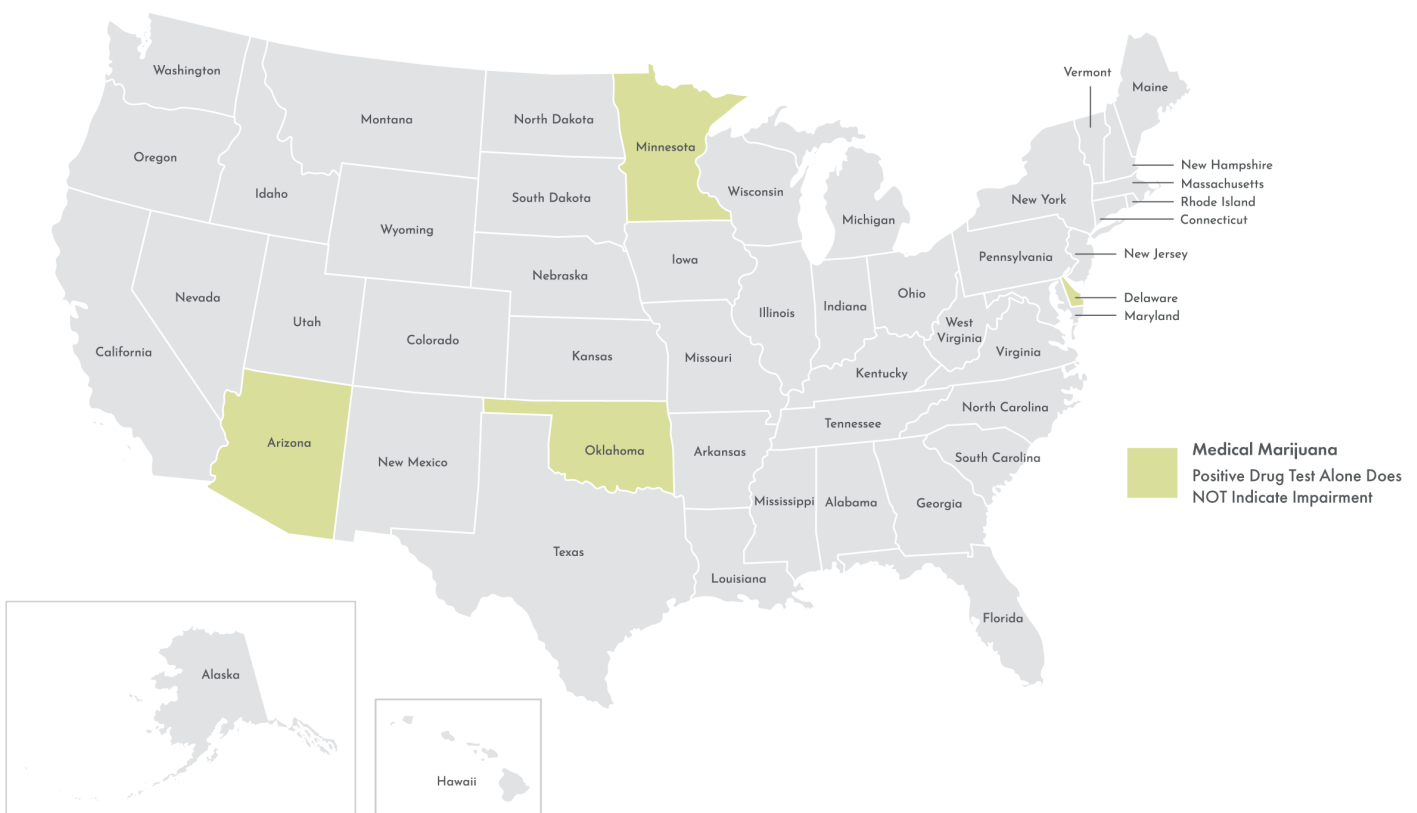 Vermont
Washington
Maine
Montana
North Dakota
Minnesota
Oregon
New Hampshire
Massachusetts
Idaho
South Dakota
Wisconsin
New York
Rhode Island
Michigan
Connecticut
Wyoming
New Jersey
Pennsylvania
Iowa
Nebraska
Ohio
Nevada
Delaware
Indiana
Illinois
Maryland
Utah
West
Virginia
Colorado
California
Virginia
Kansas
Missouri
Kentucky
North Carolina
Tennessee
Arizona
Oklahoma
Arkansas
Medical Marijuana
South Carolina
New Mexico
Positive Drug Test Alone Does
NOT Indicate Impairment
Mississippi
Alabama
Georgia
Texas
Louisiana
Florida
Alaska
Hawaii